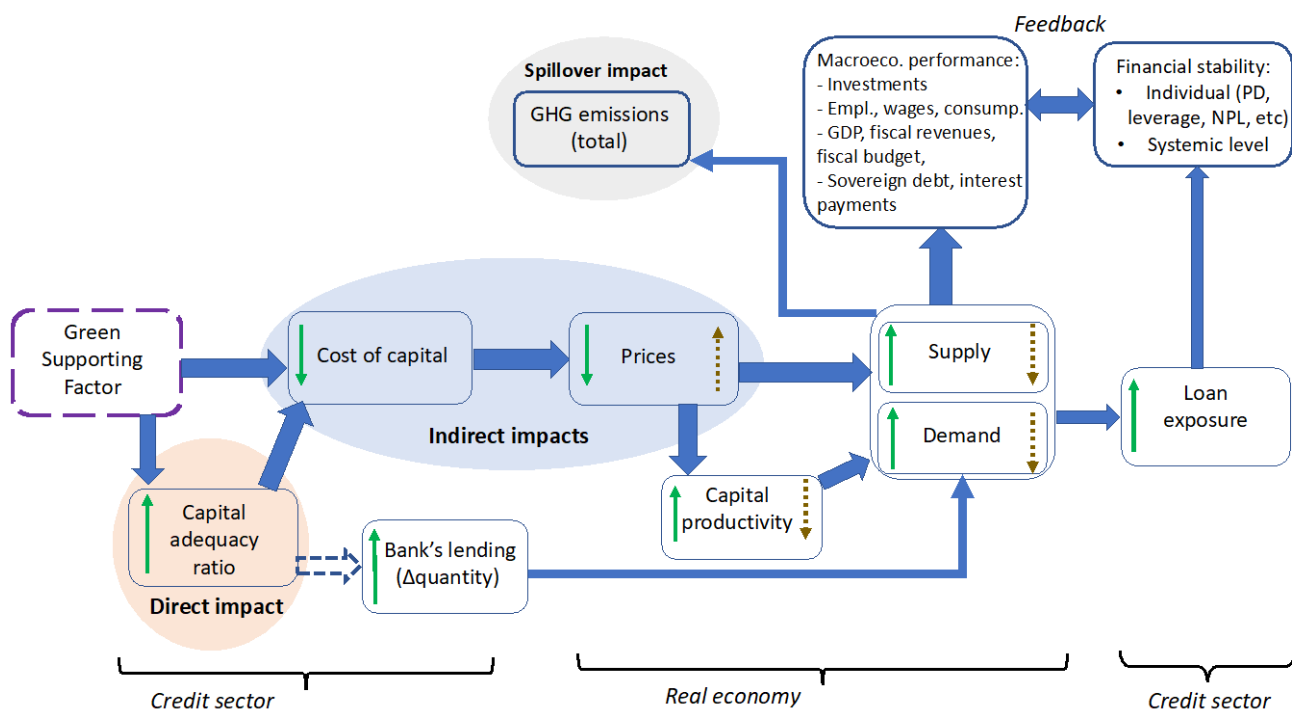 Feedback
Spillover impact
GHG emissions
(total)
Macroeco. performance:
- Investments
- Empl., wages, consump.
- GDP, fiscal revenues,
fiscal budget,
- Sovereign debt, interest
payments
Financial stability:
• Individual (PD,
leverage, NPL, etc)
• Systemic level
Green
Supporting
Factor
Cost of capital
Prices
Indirect impacts
Supply
Demand
Loan
exposure
Capital
adequacy
ratio
Direct impact
Bank's lending
(Δquantity)
Capital
productivity
Credit sector
Real economy
Credit sector